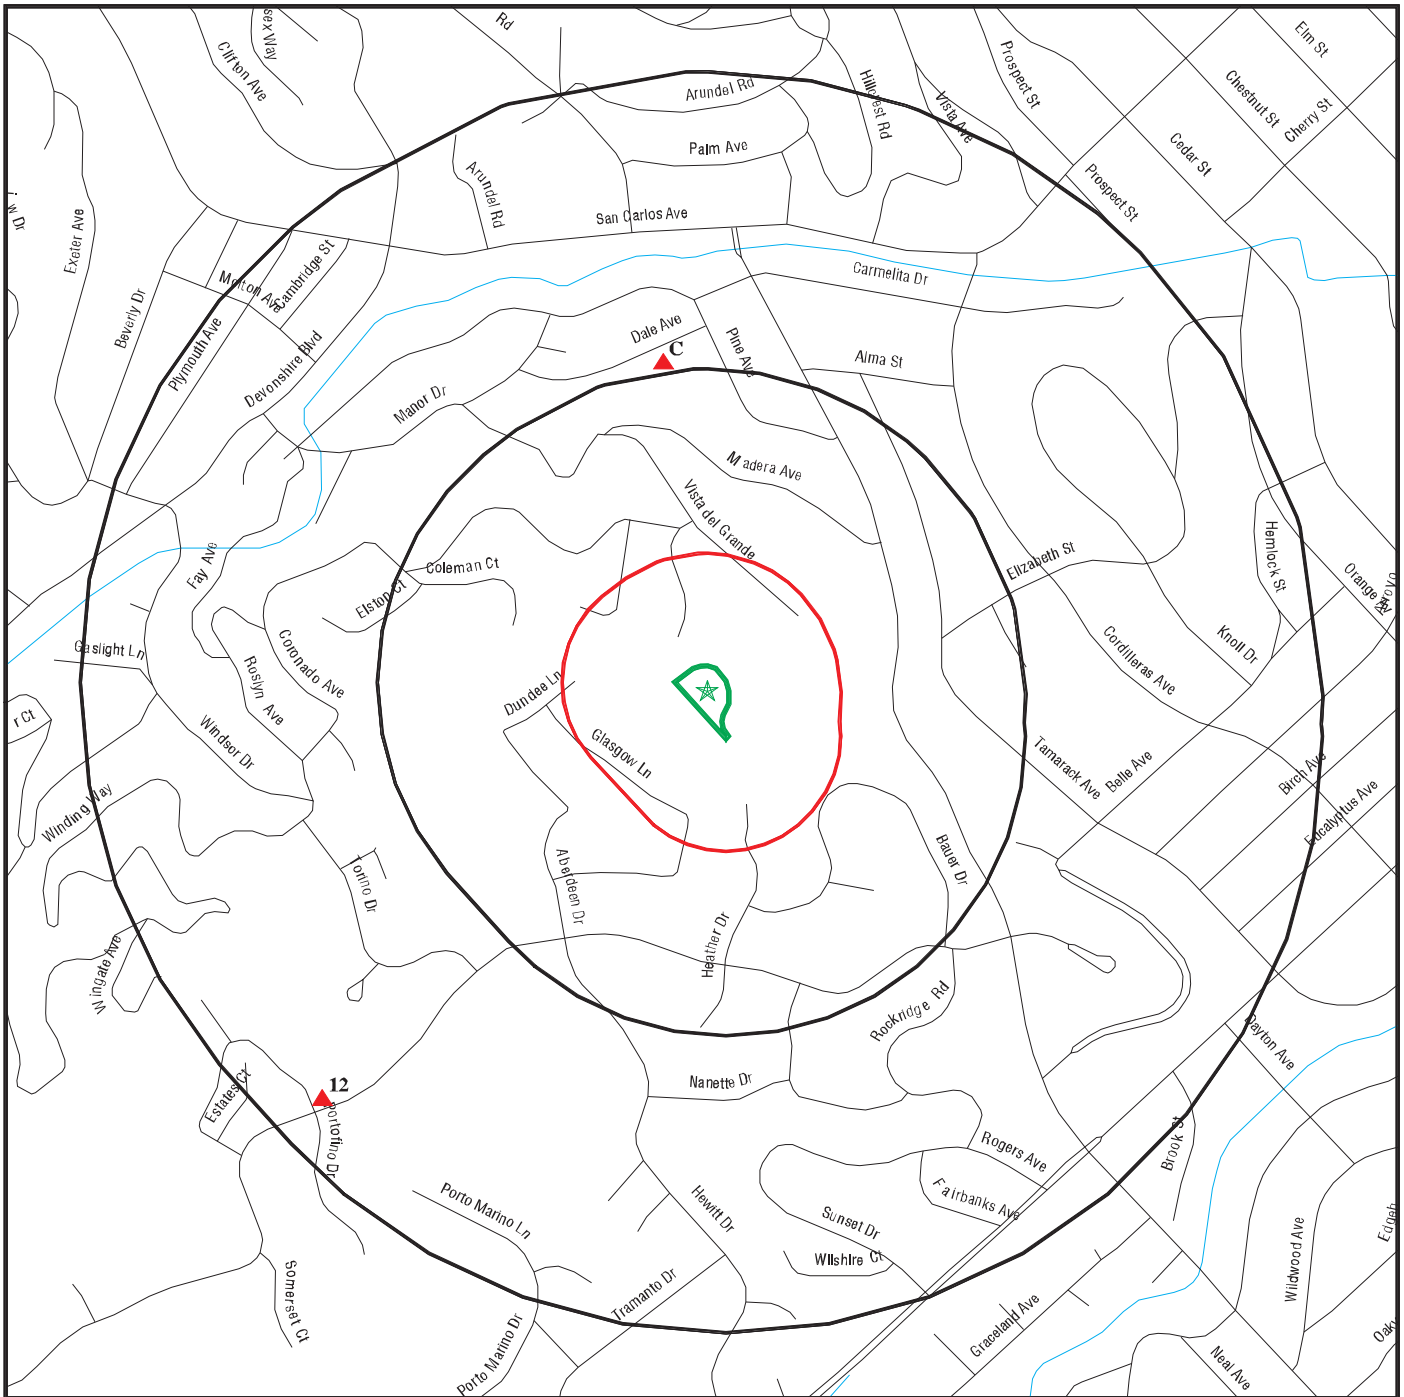 Rd
Elm St
sex Way
Clifton Ave
Prospect St
Chestnut St
Arundel Rd
Hillcrest Rd
Vista Ave
Cherry St
Palm Ave
Cedar St
Arundel Rd
Prospect St
San Carlos Ave
Exeter Ave
w Dr
Carmelita Dr
Cambridge St
Molton Ave
Beverly Dr
Plymouth Ave
Dale Ave
Pine Ave
C
Alma St
Devonshire Blvd
Manor Dr
Madera Ave
Vista del Grande
Hemlock St
Elizabeth St
Coleman Ct
Fay Ave
Elston Ct
Orange Av
Gaslight Ln
Coronado Ave
Knoll Dr
Cordilleras Ave
Roslyn Ave
Dundee Ln
r Ct
Windsor Dr
Glasgow Ln
Tamarack Ave
Belle Ave
Birch Ave
Eucalyptus Ave
Winding Way
Bauer Dr
Torino Dr
Aberdeen Dr
Heather Dr
Wingate Ave
Rockridge Rd
Dayton Ave
Estates Ct
12
Nanette Dr
Portofino Dr
Brook St
Rogers Ave
Fairbanks Ave
Porto Marino Ln
Hewitt Dr
Sunset Dr
Wilshire Ct
Edgeh
Wildwood Ave
Somerset Ct
Tramanto Dr
Graceland Ave
Porto Marino Dr
Neal Ave
Oak